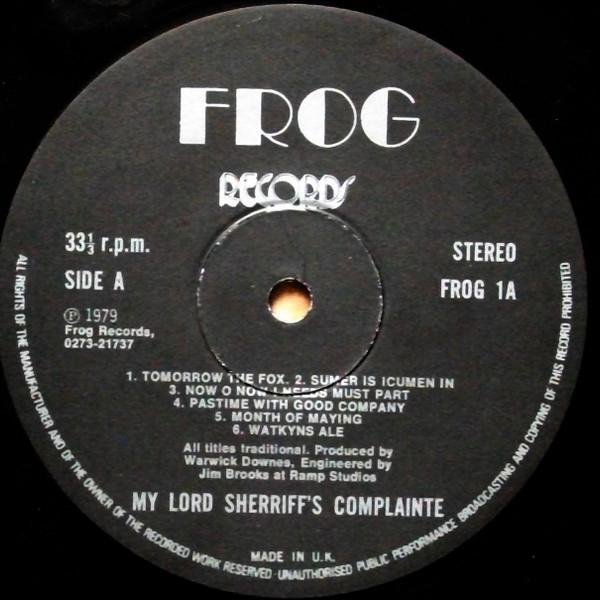 FROG
RECORDS
33⅓ r.p.m.
SIDE A
℗ 1979
Frog Records,
0273-21737
STEREO
FROG 1A
1. TOMORROW THE FOX. 2. SUMER IS ICUMEN IN
3. NOW O NOW I NEEDS MUST PART
4. PASTIME WITH GOOD COMPANY
5. MONTH OF MAYING
6. WATKYNS ALE
All titles traditional. Produced by
Warwick Downes, Engineered by
Jim Brooks at Ramp Studios
MY LORD SHERRIFF'S COMPLAINTE
MADE IN U.K.
ALL RIGHTS OF THE MANUFACTURER AND OF THE OWNER OF THE RECORDED WORK RESERVED · UNAUTHORISED PUBLIC PERFORMANCE BROADCASTING AND COPYING OF THIS RECORD PROHIBITED